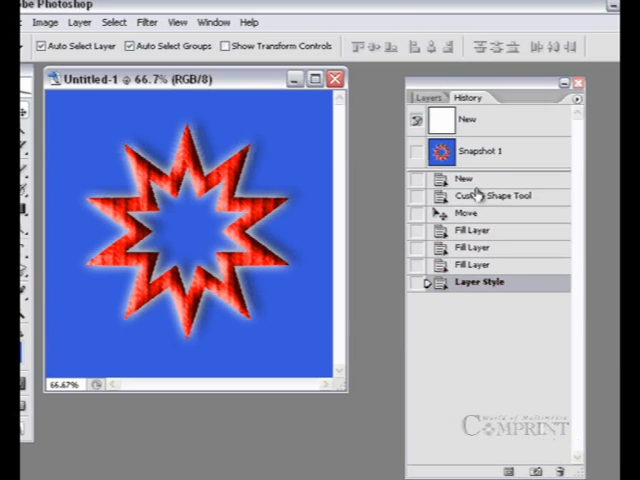 be Photoshop
Image Layer Select Filter View Window Help
Auto Select Layer Auto Select Groups Show Transform Controls
Untitled-1 @ 66.7% (RGB/8)
Layers History
New
Snapshot 1
New
Custom Shape Tool
Move
Fill Layer
Fill Layer
Fill Layer
Layer Style
66.67%
World of Multimedia
COMPRINT